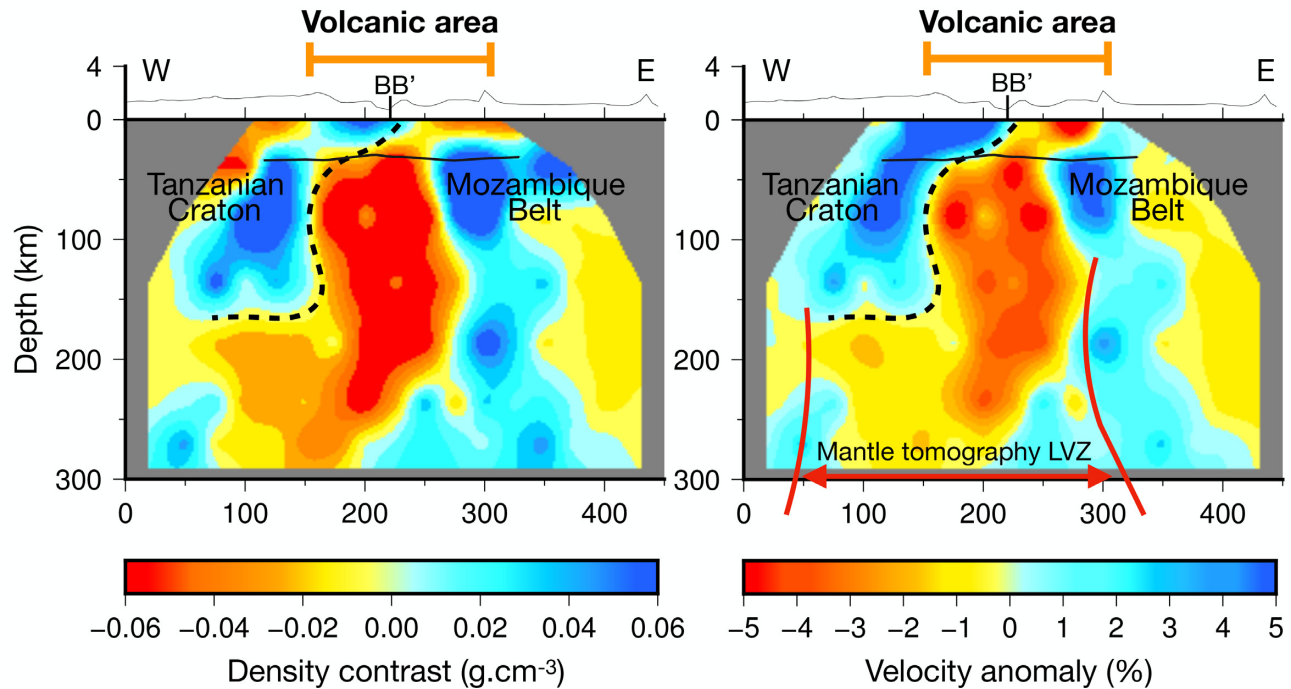 Volcanic area
W
BB’
E
4
0
100
200
300
Depth (km)
Tanzanian
Craton
Mozambique
Belt
0
100
200
300
400
−0.06
−0.04
−0.02
0.00
0.02
0.04
0.06
Density contrast (g.cm⁻³)
Volcanic area
W
BB’
E
4
0
100
200
300
Tanzanian
Craton
Mozambique
Belt
Mantle tomography LVZ
0
100
200
300
400
−5
−4
−3
−2
−1
0
1
2
3
4
5
Velocity anomaly (%)